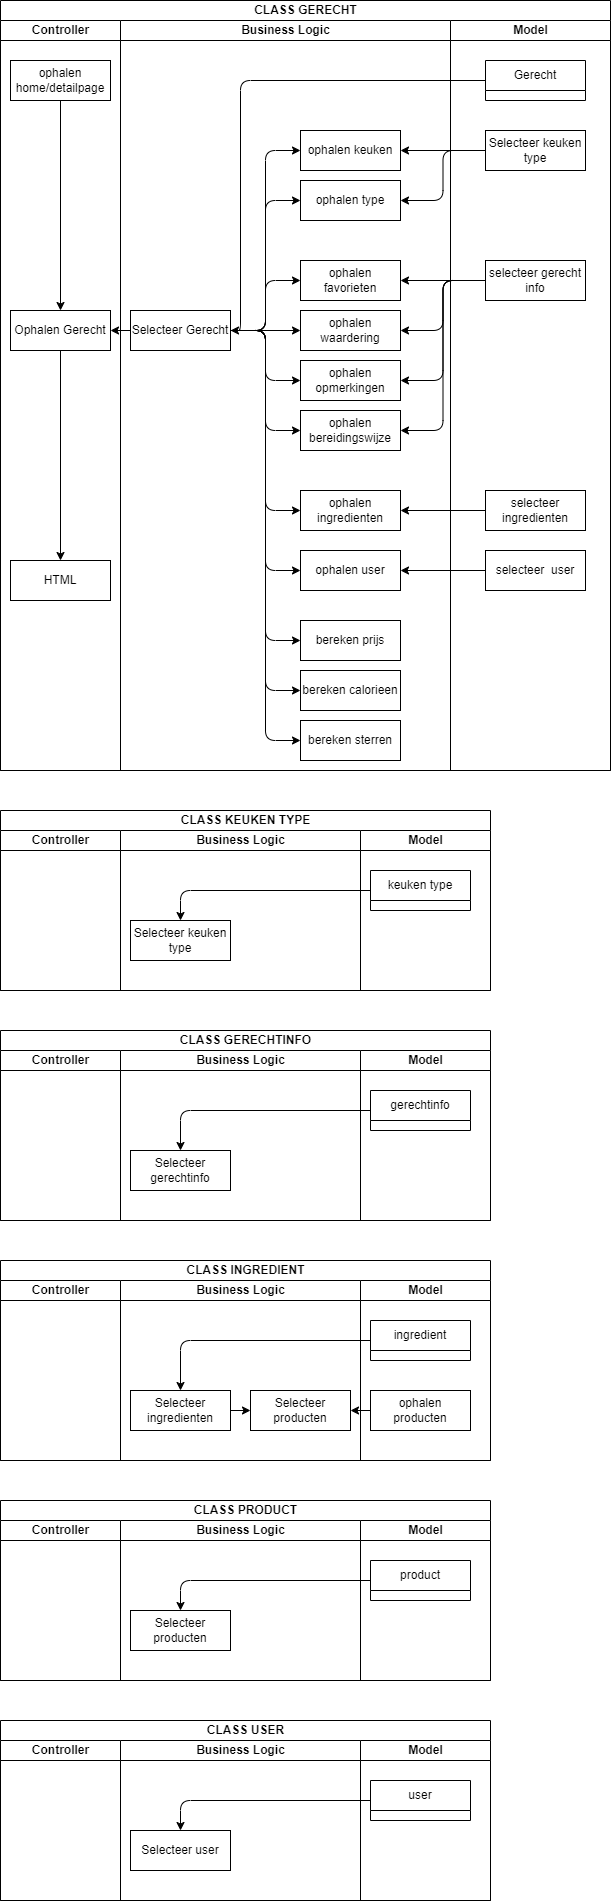 CLASS GERECHT
Controller
Business Logic
Model
ophalen
home/detailpage
Gerecht
ophalen keuken
Selecteer keuken
type
ophalen type
ophalen
favorieten
selecteer gerecht
info
Ophalen Gerecht
Selecteer Gerecht
ophalen
waardering
ophalen
opmerkingen
ophalen
bereidingswijze
ophalen
ingredienten
selecteer
ingredienten
HTML
ophalen user
selecteer user
bereken prijs
bereken calorieen
bereken sterren
CLASS KEUKEN TYPE
Controller
Business Logic
Model
keuken type
Selecteer keuken
type
CLASS GERECHTINFO
Controller
Business Logic
Model
gerechtinfo
Selecteer
gerechtinfo
CLASS INGREDIENT
Controller
Business Logic
Model
ingredient
Selecteer
ingredienten
Selecteer
producten
ophalen
producten
CLASS PRODUCT
Controller
Business Logic
Model
product
Selecteer
producten
CLASS USER
Controller
Business Logic
Model
user
Selecteer user